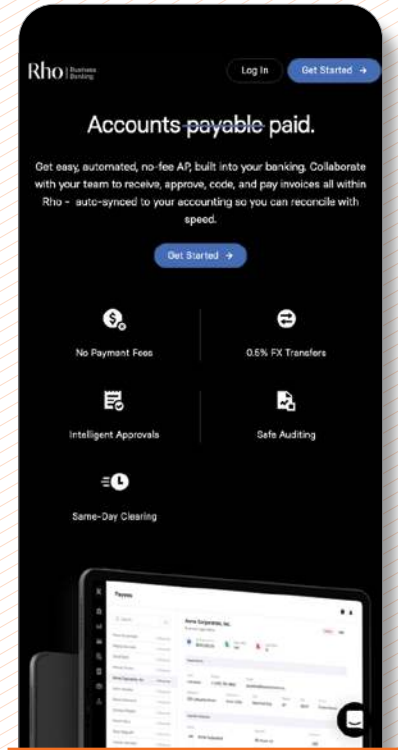 Rho
Business
Banking
Log In
Get Started →
Accounts payable paid.
Get easy, automated, no-fee AP, built into your banking. Collaborate
with your team to receive, approve, code, and pay invoices all within
Rho - auto-synced to your accounting so you can reconcile with
speed.
Get Started →
No Payment Fees
0.5% FX Transfers
Intelligent Approvals
Safe Auditing
Same-Day Clearing
Payees